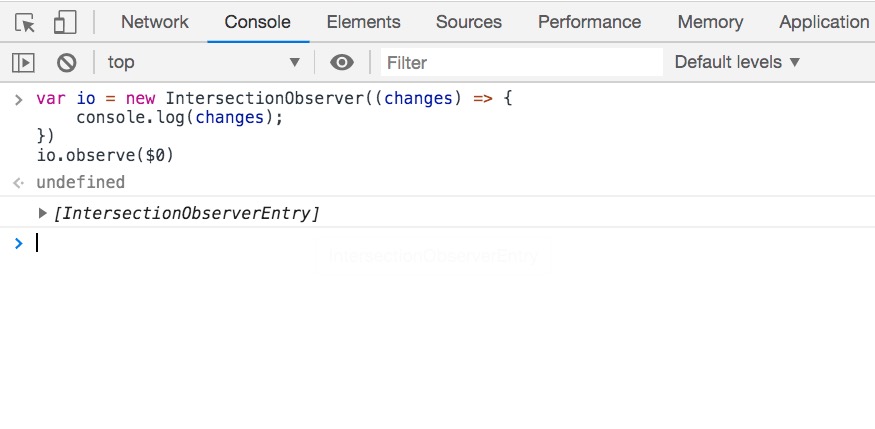 Network Console Elements Sources Performance Memory Application
top ▼ Filter Default levels ▼
> var io = new IntersectionObserver((changes) => {
    console.log(changes);
})
io.observe($0)
<· undefined
▶ [IntersectionObserverEntry]
>
IntersectionObserverEntry